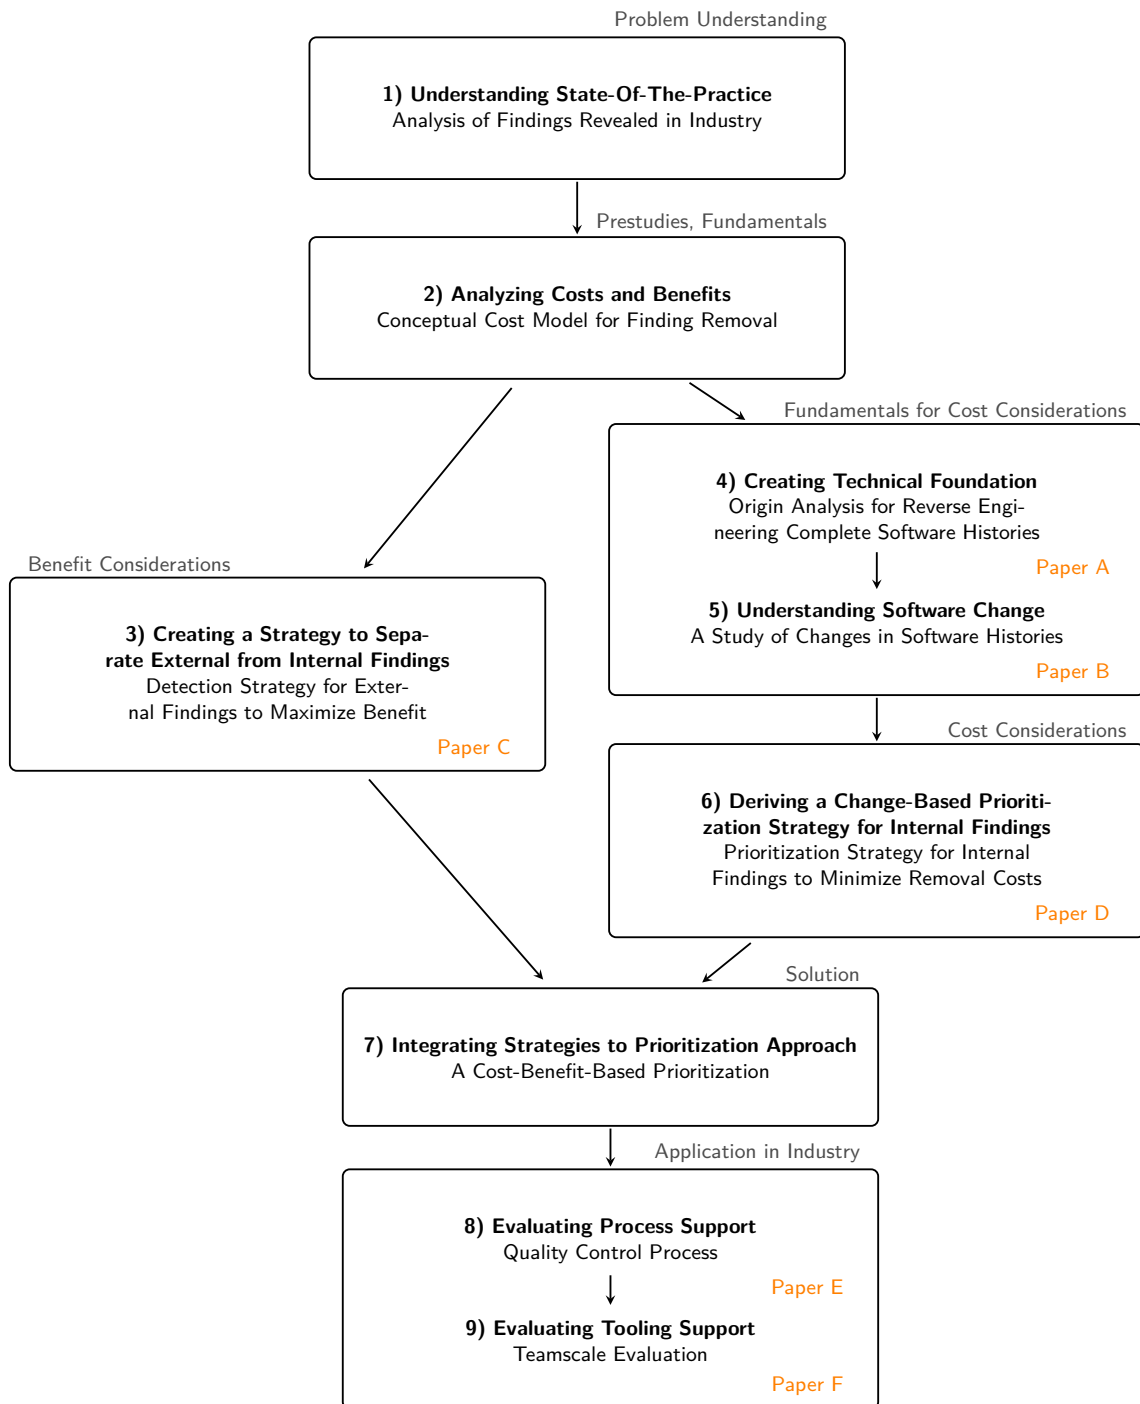 Problem Understanding
1) Understanding State-Of-The-Practice
Analysis of Findings Revealed in Industry
Prestudies, Fundamentals
2) Analyzing Costs and Benefits
Conceptual Cost Model for Finding Removal
Fundamentals for Cost Considerations
4) Creating Technical Foundation
Origin Analysis for Reverse Engi-
neering Complete Software Histories
Paper A
5) Understanding Software Change
A Study of Changes in Software Histories
Paper B
Benefit Considerations
3) Creating a Strategy to Sepa-
rate External from Internal Findings
Detection Strategy for Exter-
nal Findings to Maximize Benefit
Paper C
Cost Considerations
6) Deriving a Change-Based Prioriti-
zation Strategy for Internal Findings
Prioritization Strategy for Internal
Findings to Minimize Removal Costs
Paper D
Solution
7) Integrating Strategies to Prioritization Approach
A Cost-Benefit-Based Prioritization
Application in Industry
8) Evaluating Process Support
Quality Control Process
Paper E
9) Evaluating Tooling Support
Teamscale Evaluation
Paper F